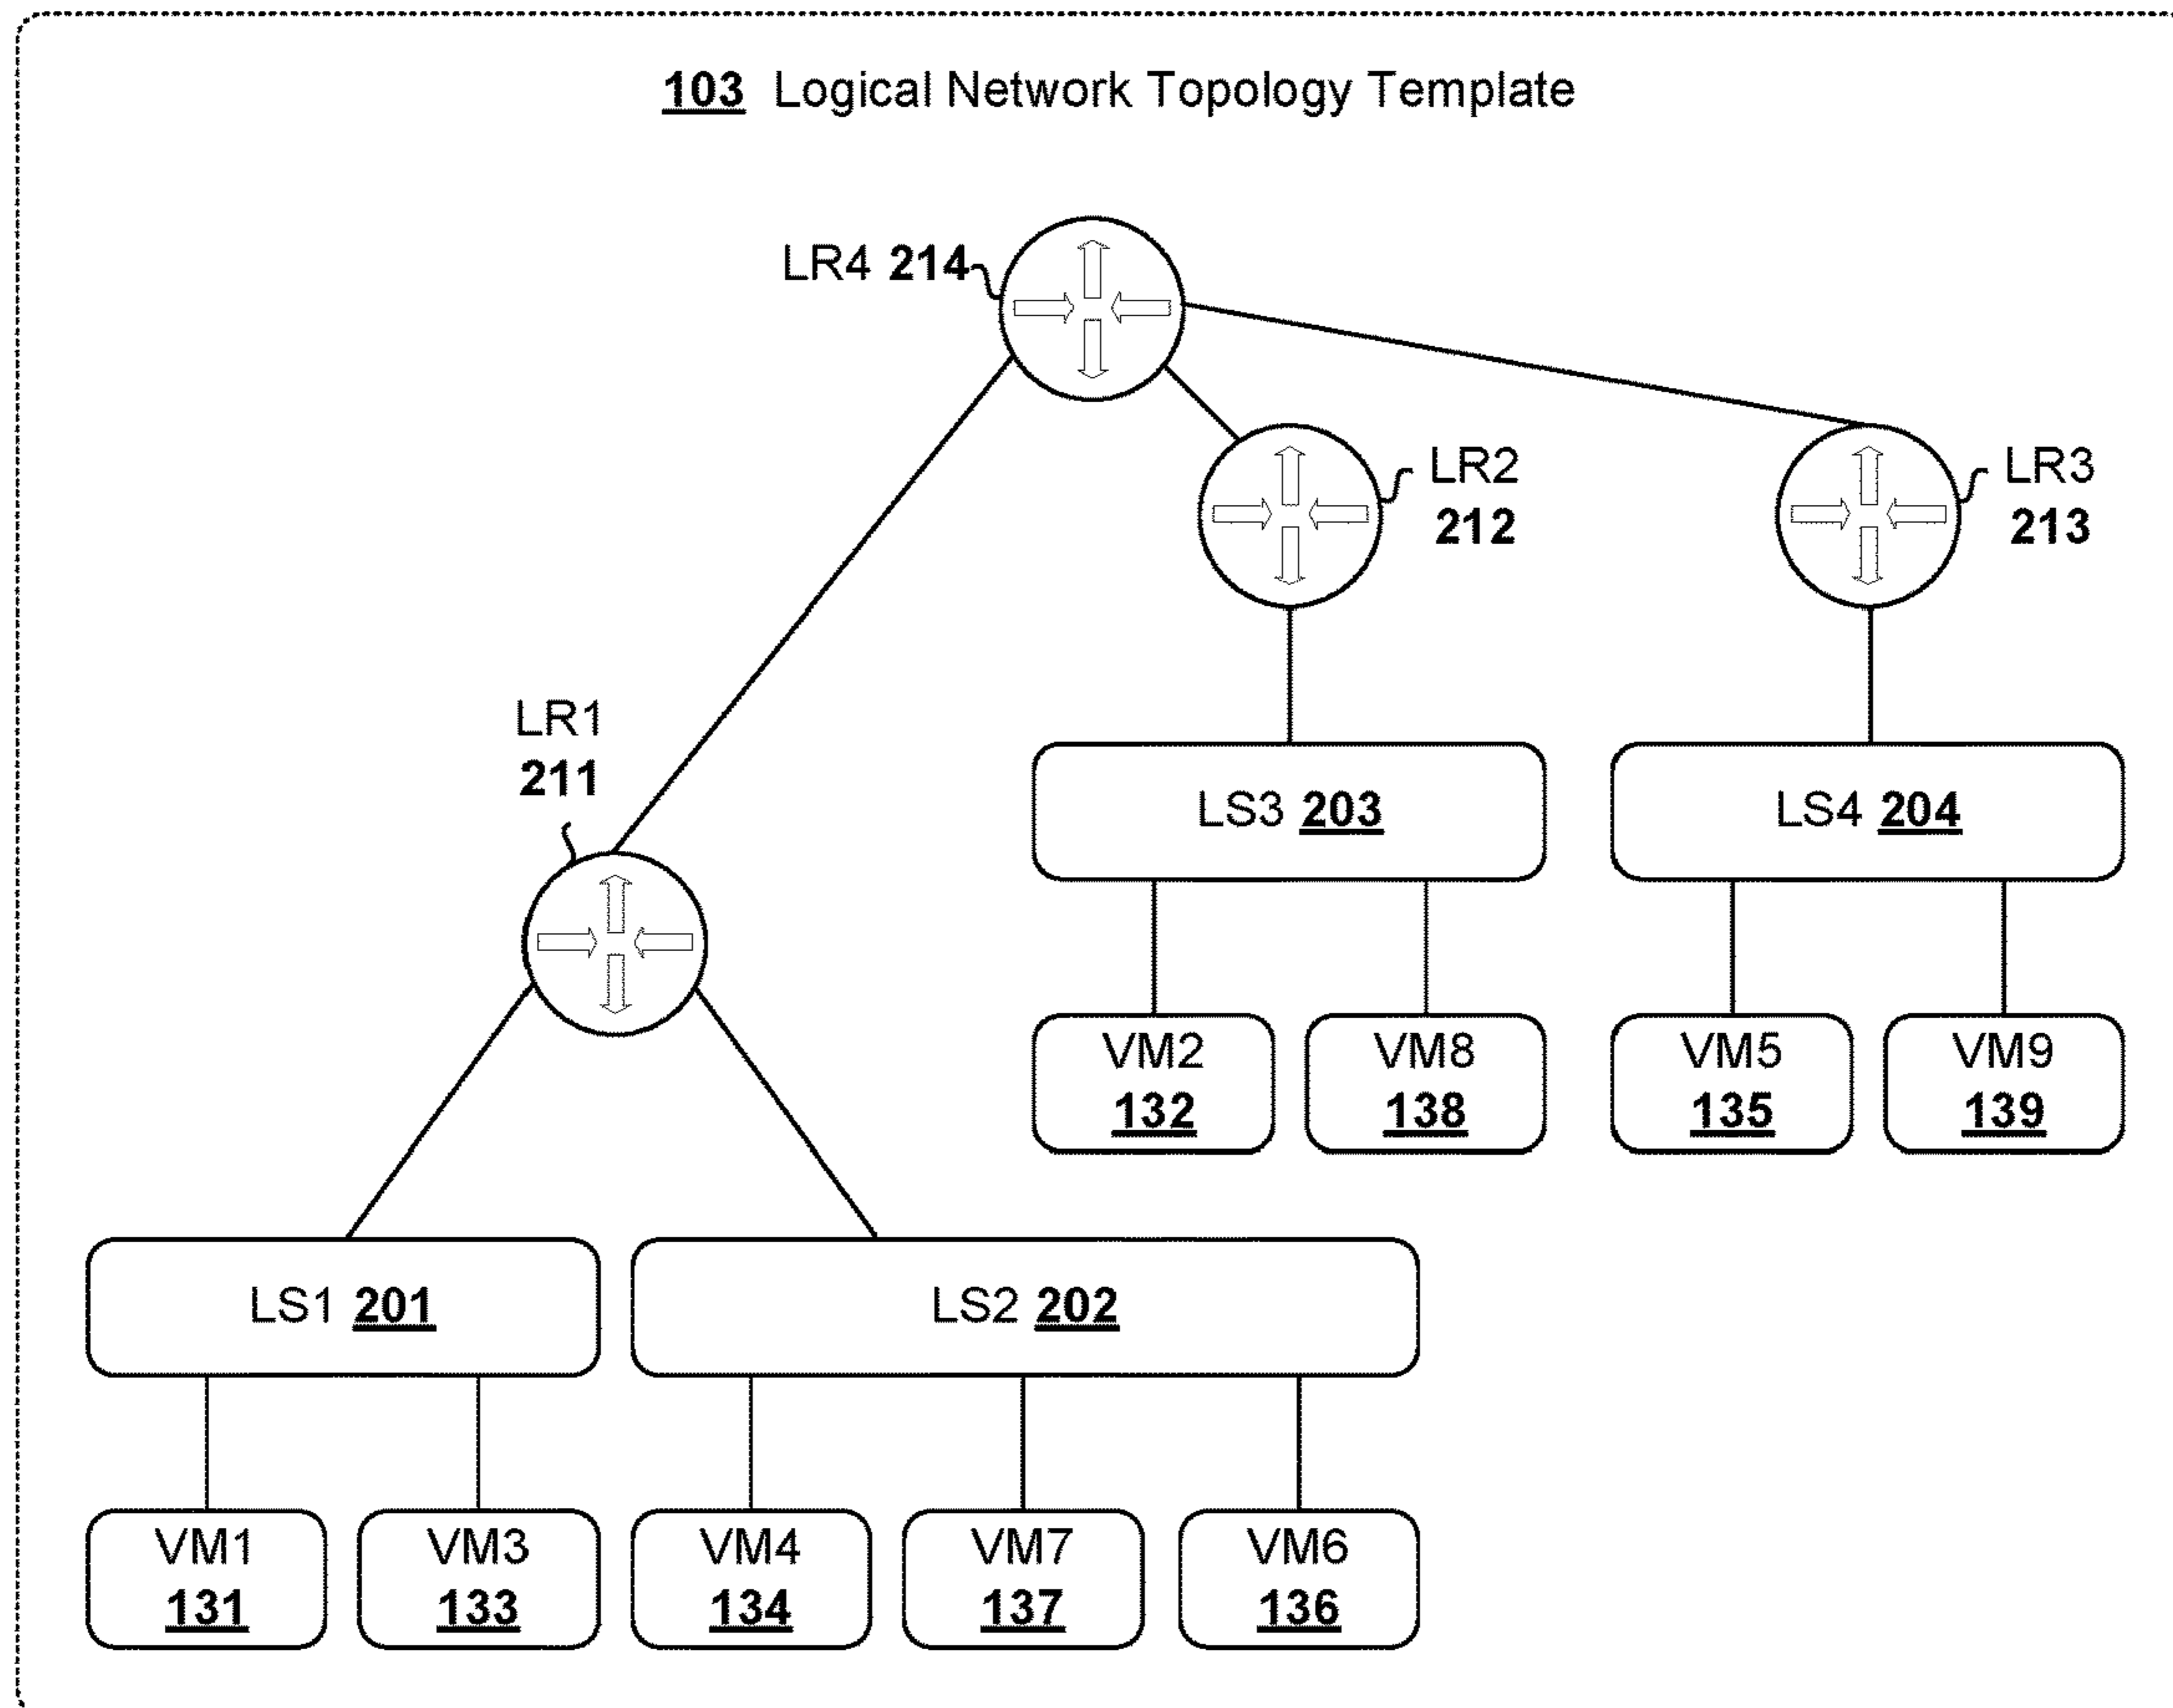 103 Logical Network Topology Template
LR4 214
LR2
212
LR3
213
LR1
211
LS3 203
LS4 204
VM2
132
VM8
138
VM5
135
VM9
139
LS1 201
LS2 202
VM1
131
VM3
133
VM4
134
VM7
137
VM6
136